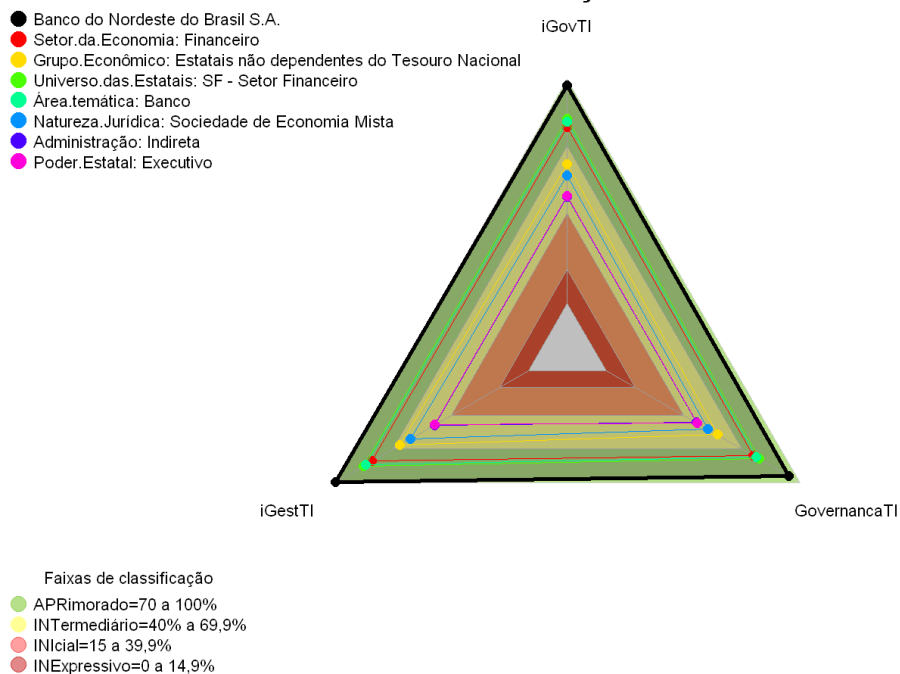 Banco do Nordeste do Brasil S.A.
Setor.da.Economia: Financeiro
Grupo.Econômico: Estatais não dependentes do Tesouro Nacional
Universo.das.Estatais: SF - Setor Financeiro
Área.temática: Banco
Natureza.Jurídica: Sociedade de Economia Mista
Administração: Indireta
Poder.Estatal: Executivo
iGovTI
iGestTI
GovernancaTI
Faixas de classificação
APRimorado=70 a 100%
INTermediário=40% a 69,9%
INIcial=15 a 39,9%
INExpressivo=0 a 14,9%